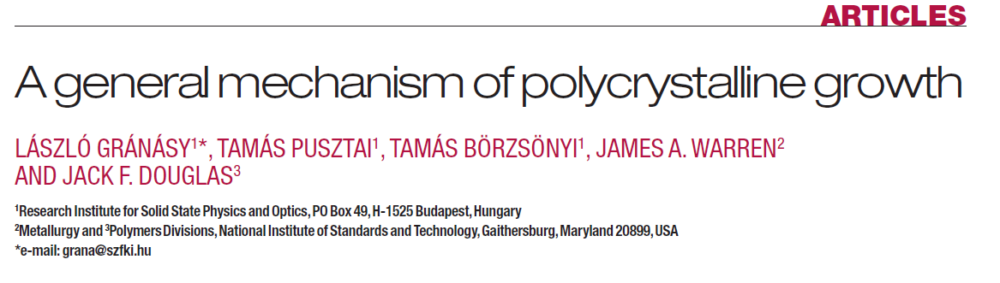 ARTICLES
A general mechanism of polycrystalline growth
LÁSZLÓ GRÁNÁSY¹*, TAMÁS PUSZTAI¹, TAMÁS BÖRZSÖNYI¹, JAMES A. WARREN²
AND JACK F. DOUGLAS³
¹Research Institute for Solid State Physics and Optics, PO Box 49, H-1525 Budapest, Hungary
²Metallurgy and ³Polymers Divisions, National Institute of Standards and Technology, Gaithersburg, Maryland 20899, USA
*e-mail: grana@szfki.hu